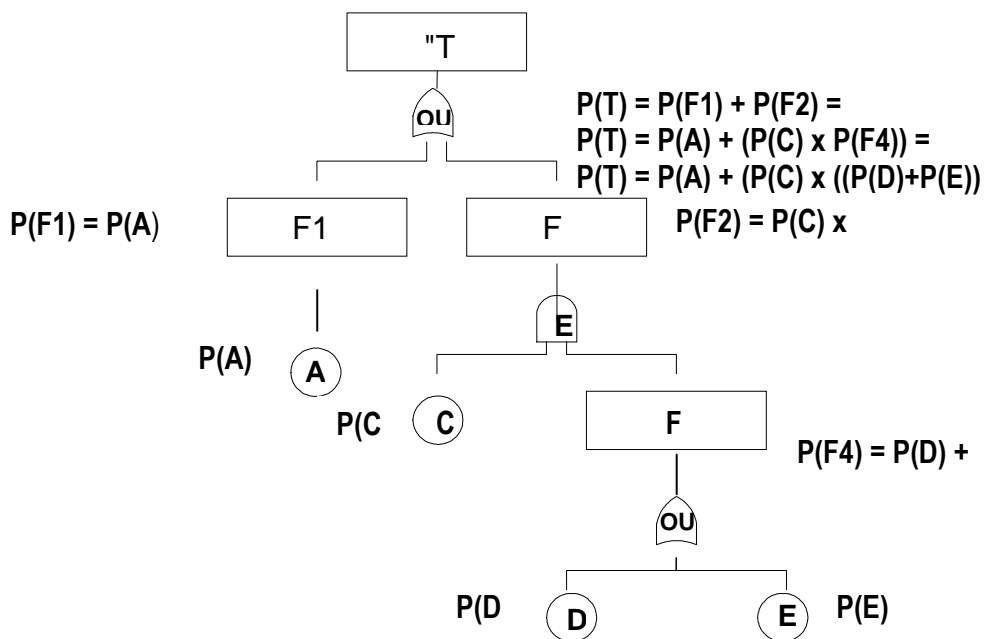 "T
OU
P(T) = P(F1) + P(F2) =
P(T) = P(A) + (P(C) x P(F4)) =
P(T) = P(A) + (P(C) x ((P(D)+P(E))
P(F1) = P(A)
F1
F
P(F2) = P(C) x
E
P(A)
A
P(C
C
F
P(F4) = P(D) +
OU
P(D
D
E
P(E)